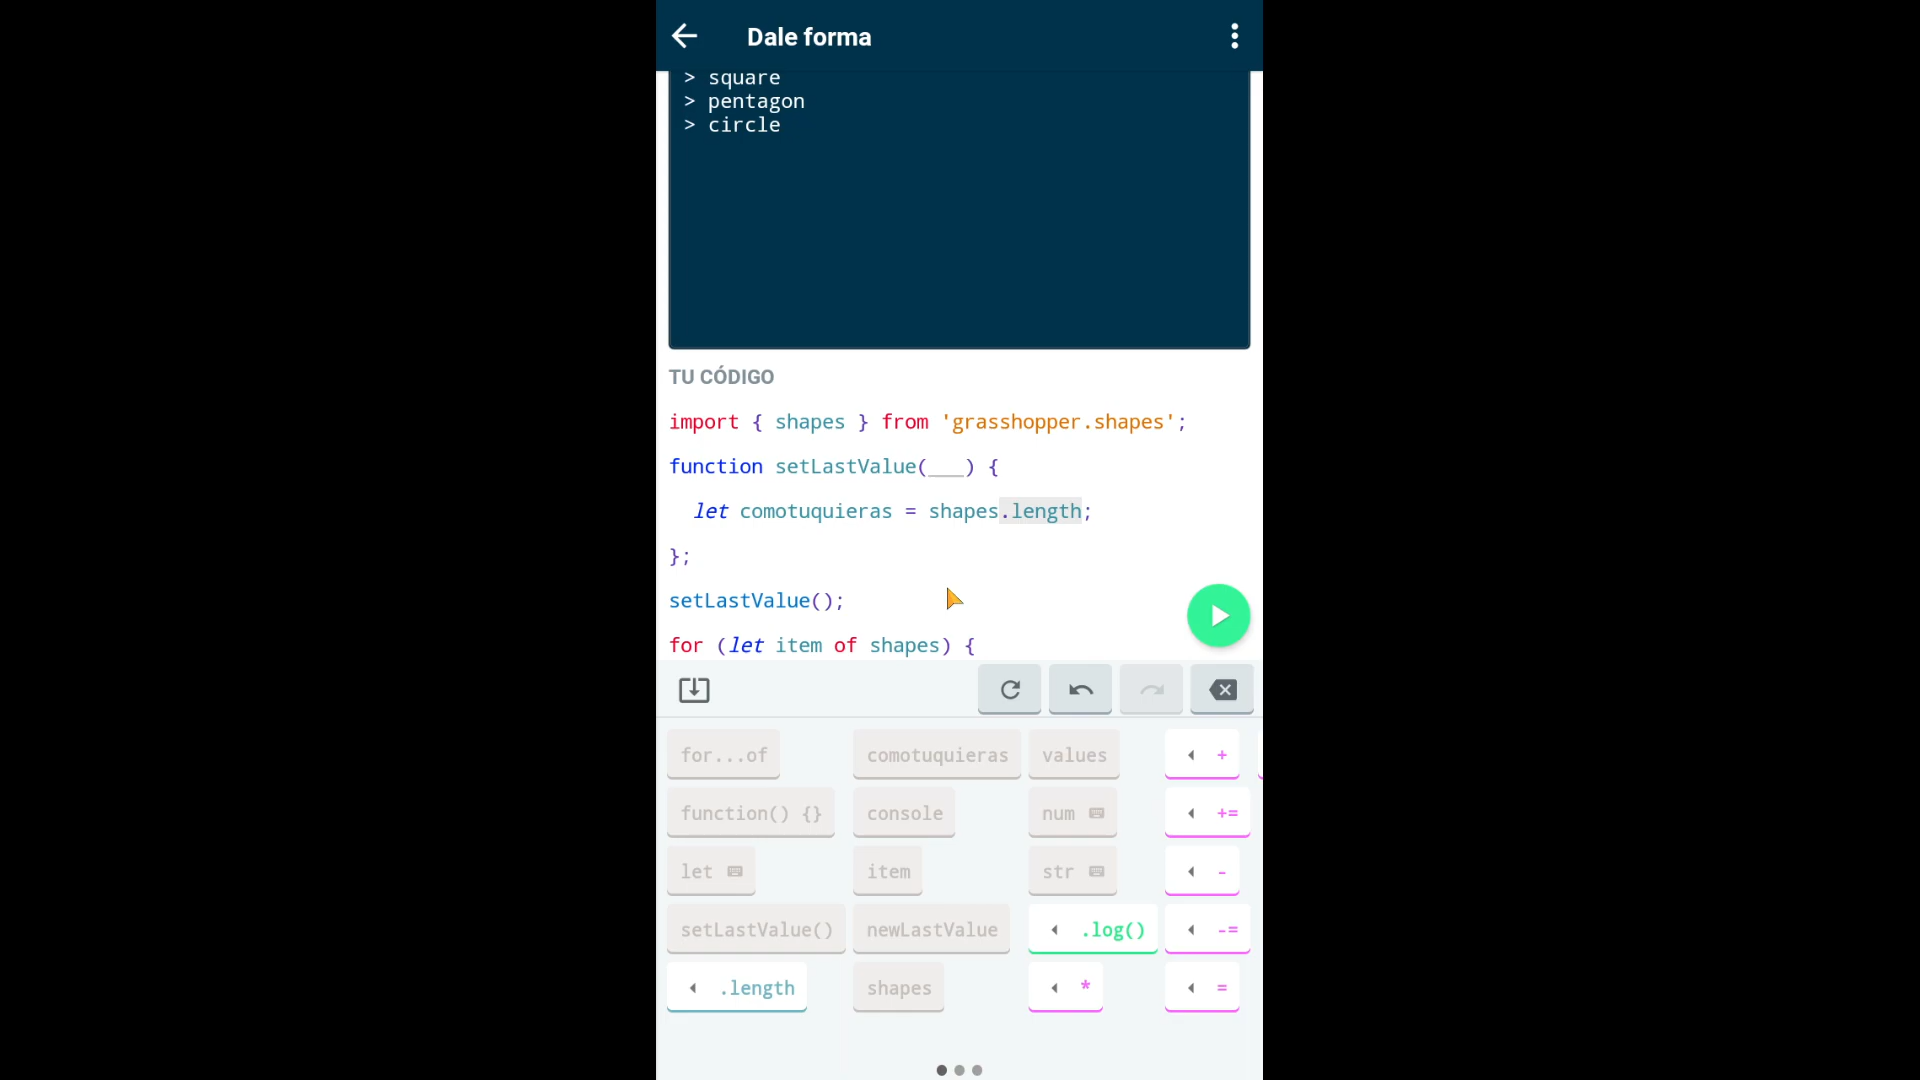 Dale forma
> square
> pentagon
> circle
TU CÓDIGO
import { shapes } from 'grasshopper.shapes';
function setLastValue(___) {
let comotuquieras = shapes.length;
};
setLastValue();
for (let item of shapes) {
for...of comotuquieras values +
function() {} console num +=
let item str -
setLastValue() newLastValue .log() -=
.length shapes * =